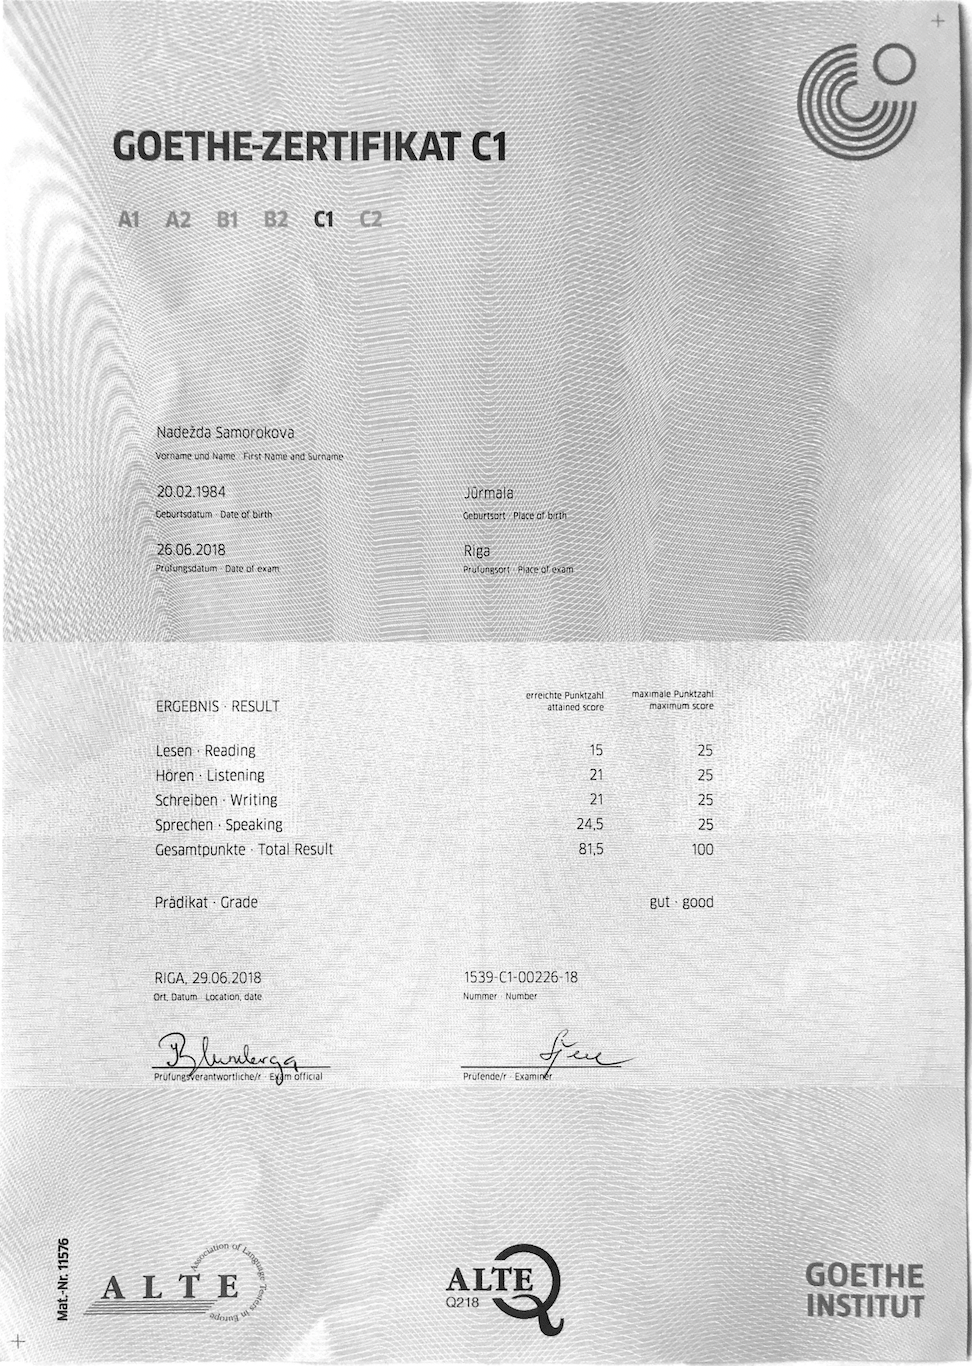 GOETHE-ZERTIFIKAT C1
A1 A2 B1 B2 C1 C2
Nadežda Samorokova
Vorname und Name · First Name and Surname
20.02.1984
Geburtsdatum · Date of birth
Jūrmala
Geburtsort · Place of birth
26.06.2018
Prüfungsdatum · Date of exam
Riga
Prüfungsort · Place of exam
ERGEBNIS · RESULT
erreichte Punktzahl
attained score
maximale Punktzahl
maximum score
Lesen · Reading 15 25
Hören · Listening 21 25
Schreiben · Writing 21 25
Sprechen · Speaking 24,5 25
Gesamtpunkte · Total Result 81,5 100
Prädikat · Grade gut · good
RIGA, 29.06.2018
Ort, Datum · Location, date
1539-C1-00226-18
Nummer · Number
Prüfungsverantwortliche/r · Exam official
Prüfende/r · Examiner
Mat.-Nr. 11576
ALTE
Association of Language Testers in Europe
ALTE
Q218
GOETHE
INSTITUT